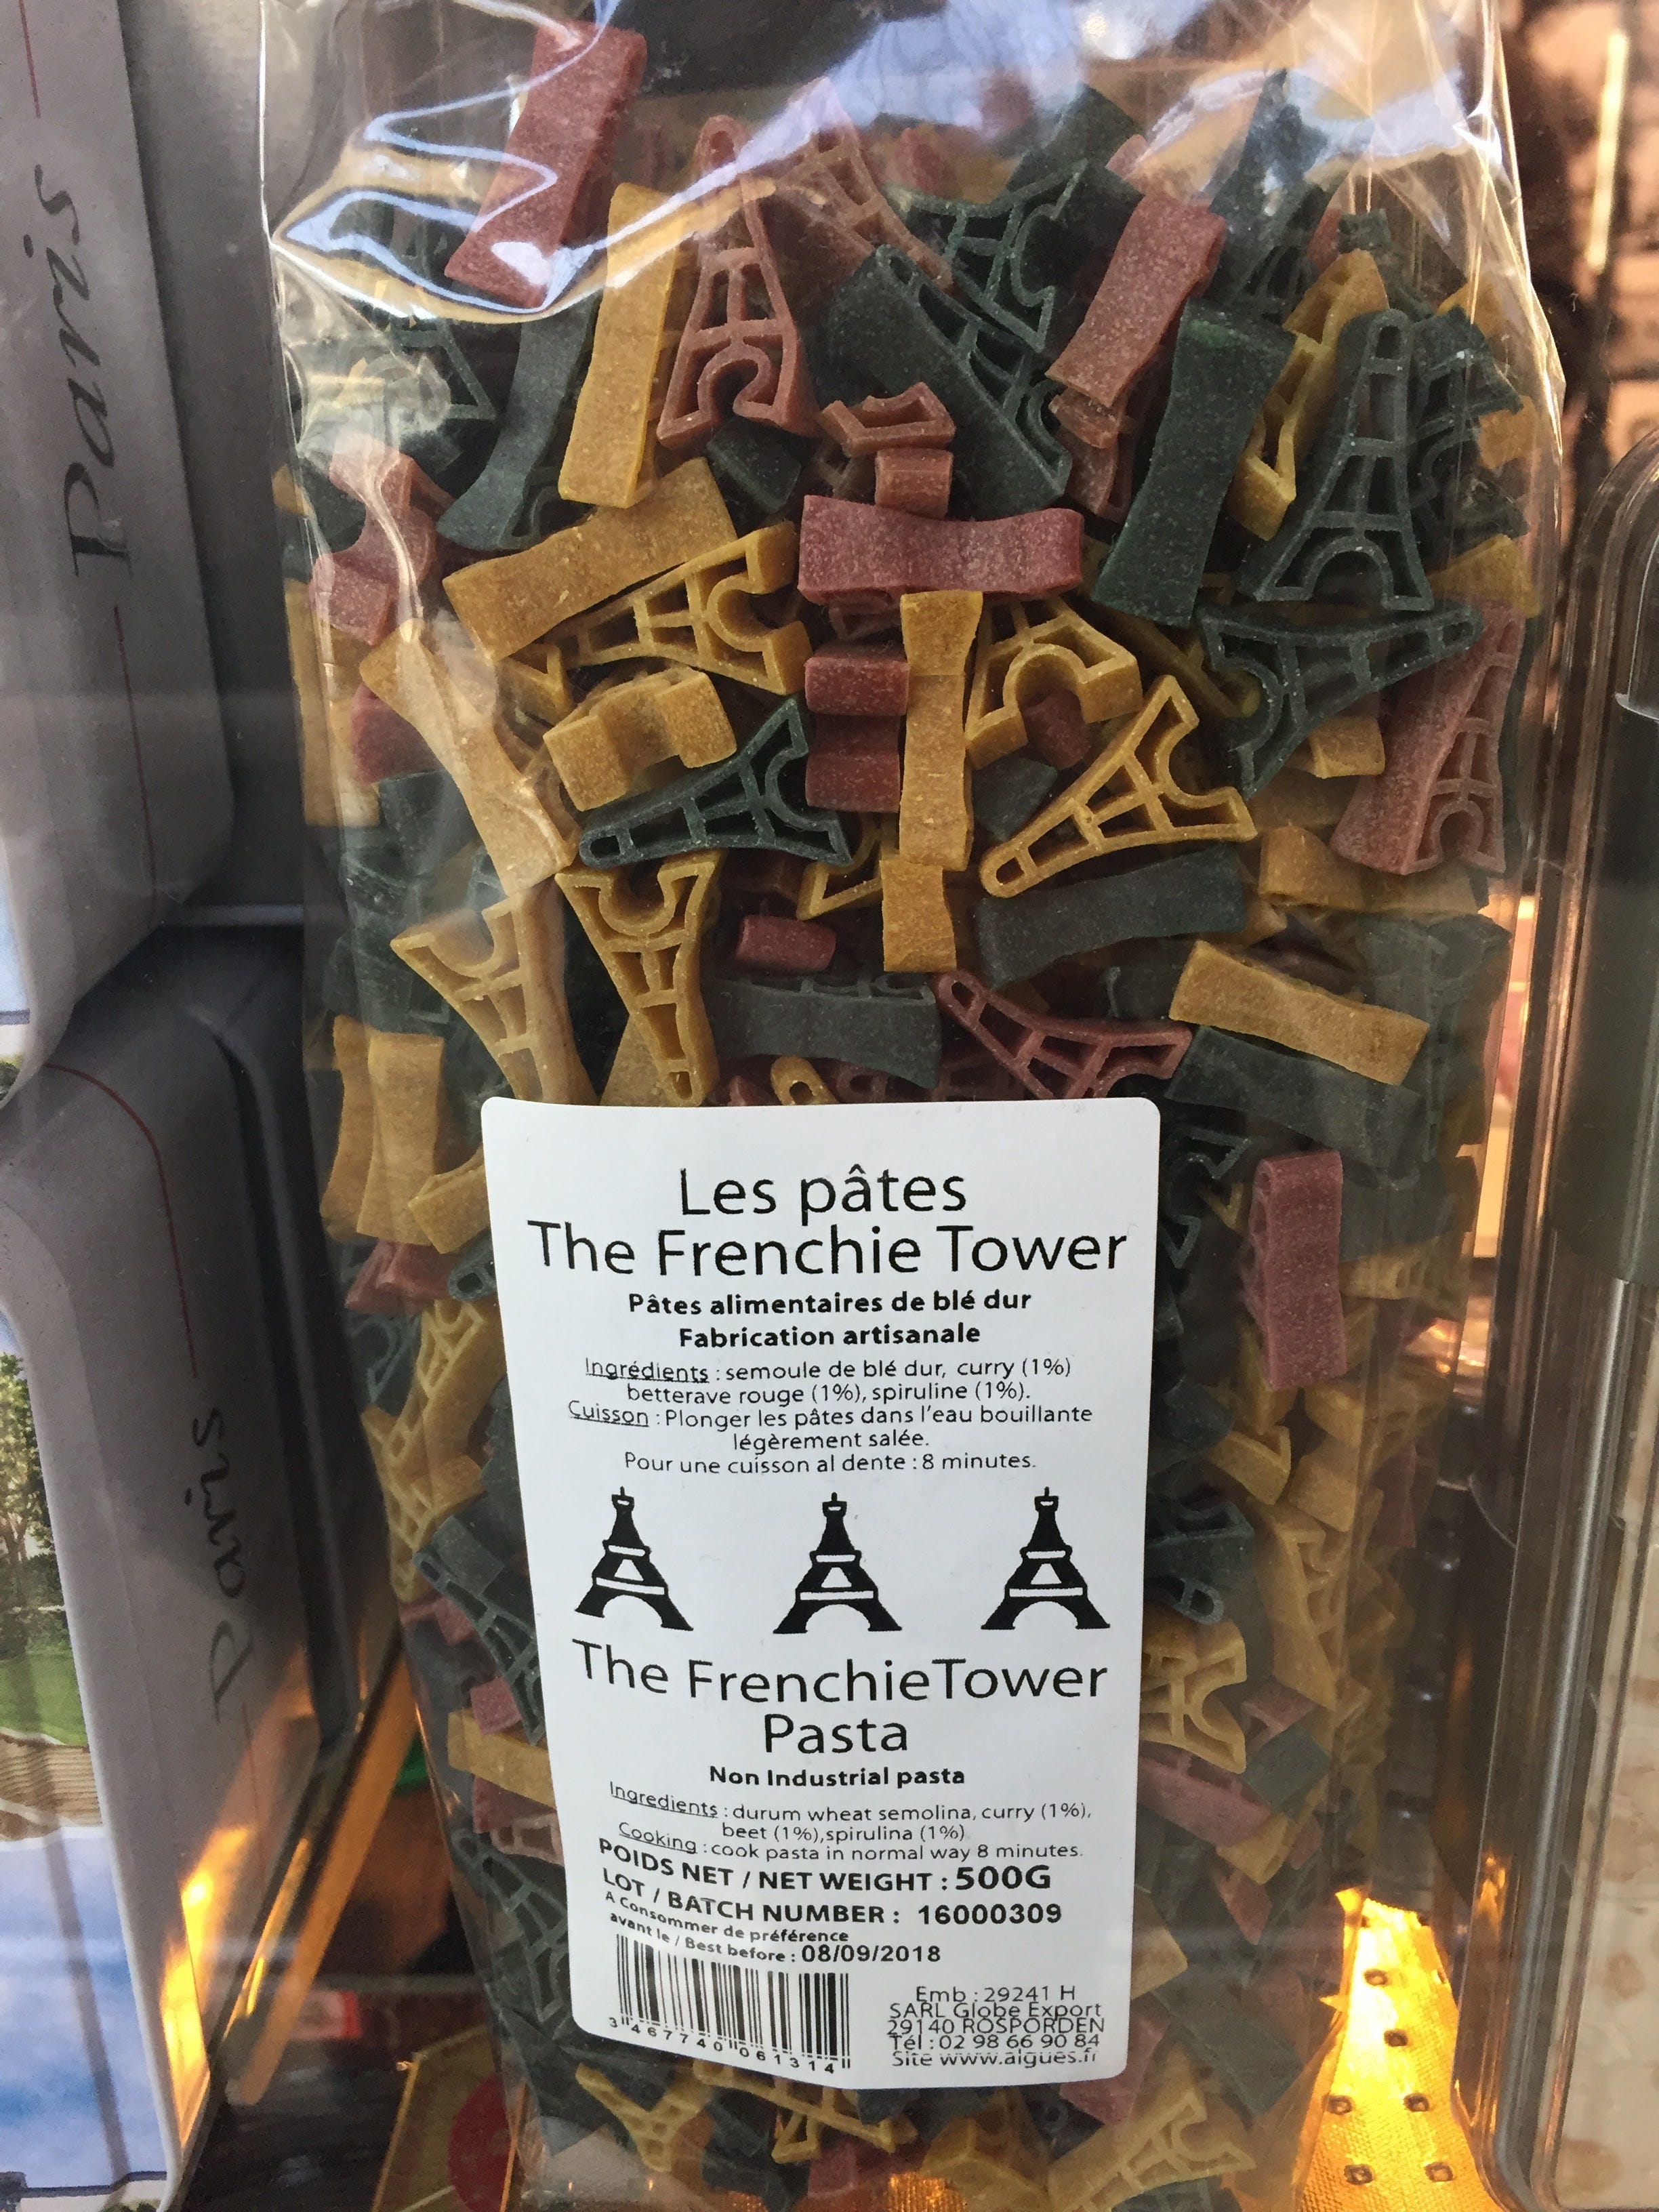 Paris
Paris
Les pâtes
The Frenchie Tower
Pâtes alimentaires de blé dur
Fabrication artisanale
Ingrédients : semoule de blé dur, curry (1%)
betterave rouge (1%), spiruline (1%).
Cuisson : Plonger les pâtes dans l'eau bouillante
légèrement salée.
Pour une cuisson al dente : 8 minutes.
The FrenchieTower
Pasta
Non Industrial pasta
Ingredients : durum wheat semolina, curry (1%),
beet (1%),spirulina (1%)
Cooking : cook pasta in normal way 8 minutes.
POIDS NET / NET WEIGHT : 500G
LOT / BATCH NUMBER : 16000309
A Consommer de préférence
avant le / Best before : 08/09/2018
3 467740 061314
Emb : 29241 H
SARL Globe Export
29140 ROSPORDEN
Tél : 02 98 66 90 84
Site www.aigues.fr